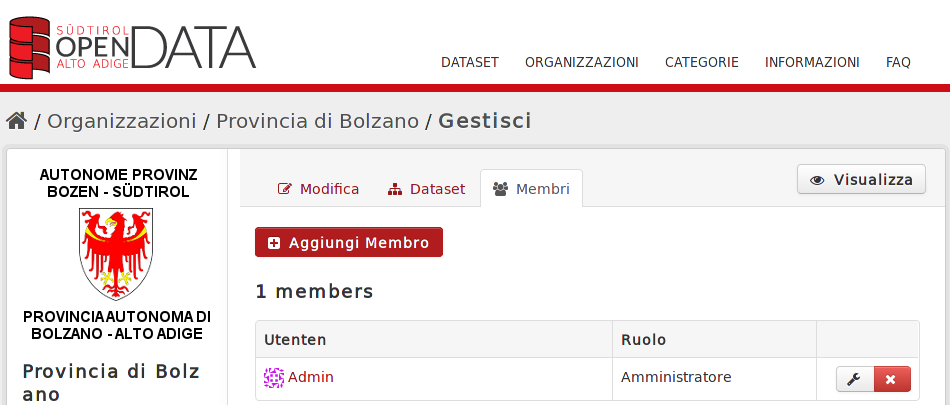 SÜDTIROL
OPEN DATA
ALTO ADIGE
DATASET ORGANIZZAZIONI CATEGORIE INFORMAZIONI FAQ
/ Organizzazioni / Provincia di Bolzano / Gestisci
AUTONOME PROVINZ
BOZEN - SÜDTIROL
PROVINCIA AUTONOMA DI
BOLZANO - ALTO ADIGE
Provincia di Bolz
ano
Modifica Dataset Membri Visualizza
Aggiungi Membro
1 members
Utenten Ruolo
Admin Amministratore